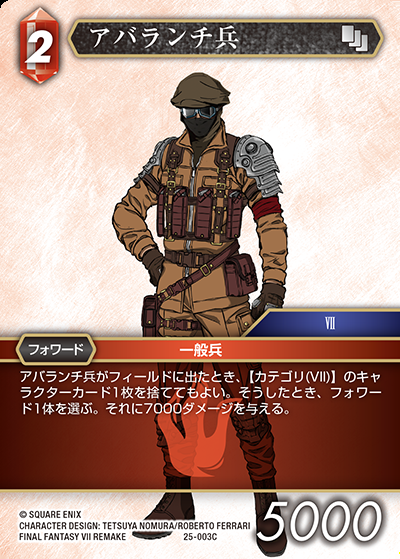 2
アバランチ兵
VII
フォワード
一般兵
アバランチ兵がフィールドに出たとき、【カテゴリ(VII)】のキャ
ラクターカード1枚を捨ててもよい。そうしたとき、フォワー
ド1体を選ぶ。それに7000ダメージを与える。
© SQUARE ENIX
CHARACTER DESIGN: TETSUYA NOMURA/ROBERTO FERRARI
FINAL FANTASY VII REMAKE 25-003C
5000